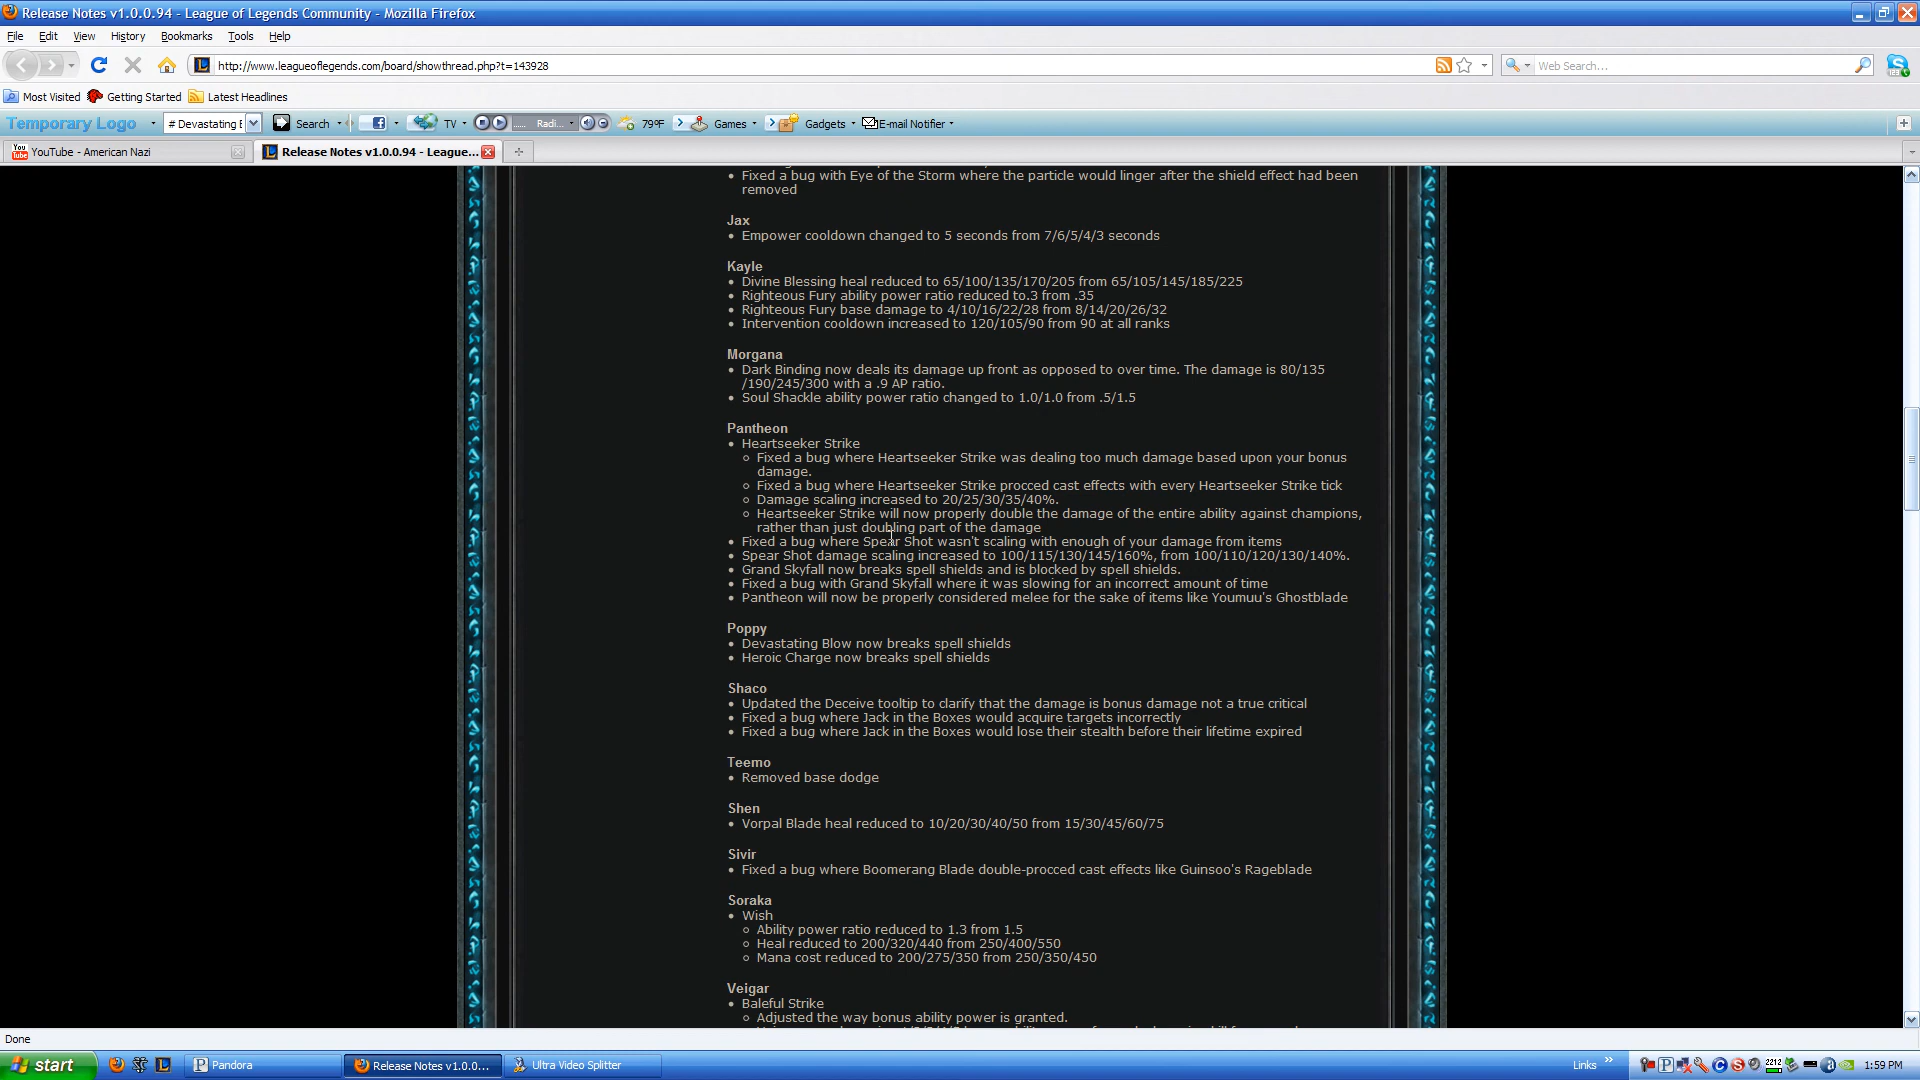 Release Notes v1.0.0.94 - League of Legends Community - Mozilla Firefox
File Edit View History Bookmarks Tools Help
http://www.leagueoflegends.com/board/showthread.php?t=143928
Web Search...
Most Visited Getting Started Latest Headlines
Temporary Logo # Devastating Search TV Radi... 79°F Games Gadgets E-mail Notifier
YouTube - American Nazi
Release Notes v1.0.0.94 - League...
• Fixed a bug with Eye of the Storm where the particle would linger after the shield effect had been
removed
Jax
• Empower cooldown changed to 5 seconds from 7/6/5/4/3 seconds
Kayle
• Divine Blessing heal reduced to 65/100/135/170/205 from 65/105/145/185/225
• Righteous Fury ability power ratio reduced to.3 from .35
• Righteous Fury base damage to 4/10/16/22/28 from 8/14/20/26/32
• Intervention cooldown increased to 120/105/90 from 90 at all ranks
Morgana
• Dark Binding now deals its damage up front as opposed to over time. The damage is 80/135
/190/245/300 with a .9 AP ratio.
• Soul Shackle ability power ratio changed to 1.0/1.0 from .5/1.5
Pantheon
• Heartseeker Strike
○ Fixed a bug where Heartseeker Strike was dealing too much damage based upon your bonus
damage.
○ Fixed a bug where Heartseeker Strike procced cast effects with every Heartseeker Strike tick
○ Damage scaling increased to 20/25/30/35/40%.
○ Heartseeker Strike will now properly double the damage of the entire ability against champions,
rather than just doubling part of the damage
• Fixed a bug where Spear Shot wasn't scaling with enough of your damage from items
• Spear Shot damage scaling increased to 100/115/130/145/160%, from 100/110/120/130/140%.
• Grand Skyfall now breaks spell shields and is blocked by spell shields.
• Fixed a bug with Grand Skyfall where it was slowing for an incorrect amount of time
• Pantheon will now be properly considered melee for the sake of items like Youmuu's Ghostblade
Poppy
• Devastating Blow now breaks spell shields
• Heroic Charge now breaks spell shields
Shaco
• Updated the Deceive tooltip to clarify that the damage is bonus damage not a true critical
• Fixed a bug where Jack in the Boxes would acquire targets incorrectly
• Fixed a bug where Jack in the Boxes would lose their stealth before their lifetime expired
Teemo
• Removed base dodge
Shen
• Vorpal Blade heal reduced to 10/20/30/40/50 from 15/30/45/60/75
Sivir
• Fixed a bug where Boomerang Blade double-procced cast effects like Guinsoo's Rageblade
Soraka
• Wish
○ Ability power ratio reduced to 1.3 from 1.5
○ Heal reduced to 200/320/440 from 250/400/550
○ Mana cost reduced to 200/275/350 from 250/350/450
Veigar
• Baleful Strike
○ Adjusted the way bonus ability power is granted.
Done
start Pandora Release Notes v1.0.0... Ultra Video Splitter Links 2212 1:59 PM